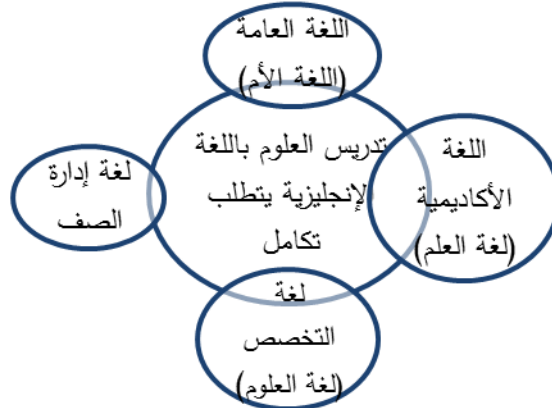 اللغة العامة
(اللغة الأم)
تدريس العلوم باللغة
الإنجليزية يتطلب
تكامل
اللغة
الأكاديمية
(لغة العلم)
لغة إدارة
الصف
لغة
التخصص
(لغة العلوم)